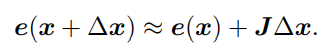 e(x + Δx) ≈ e(x) + JΔx.